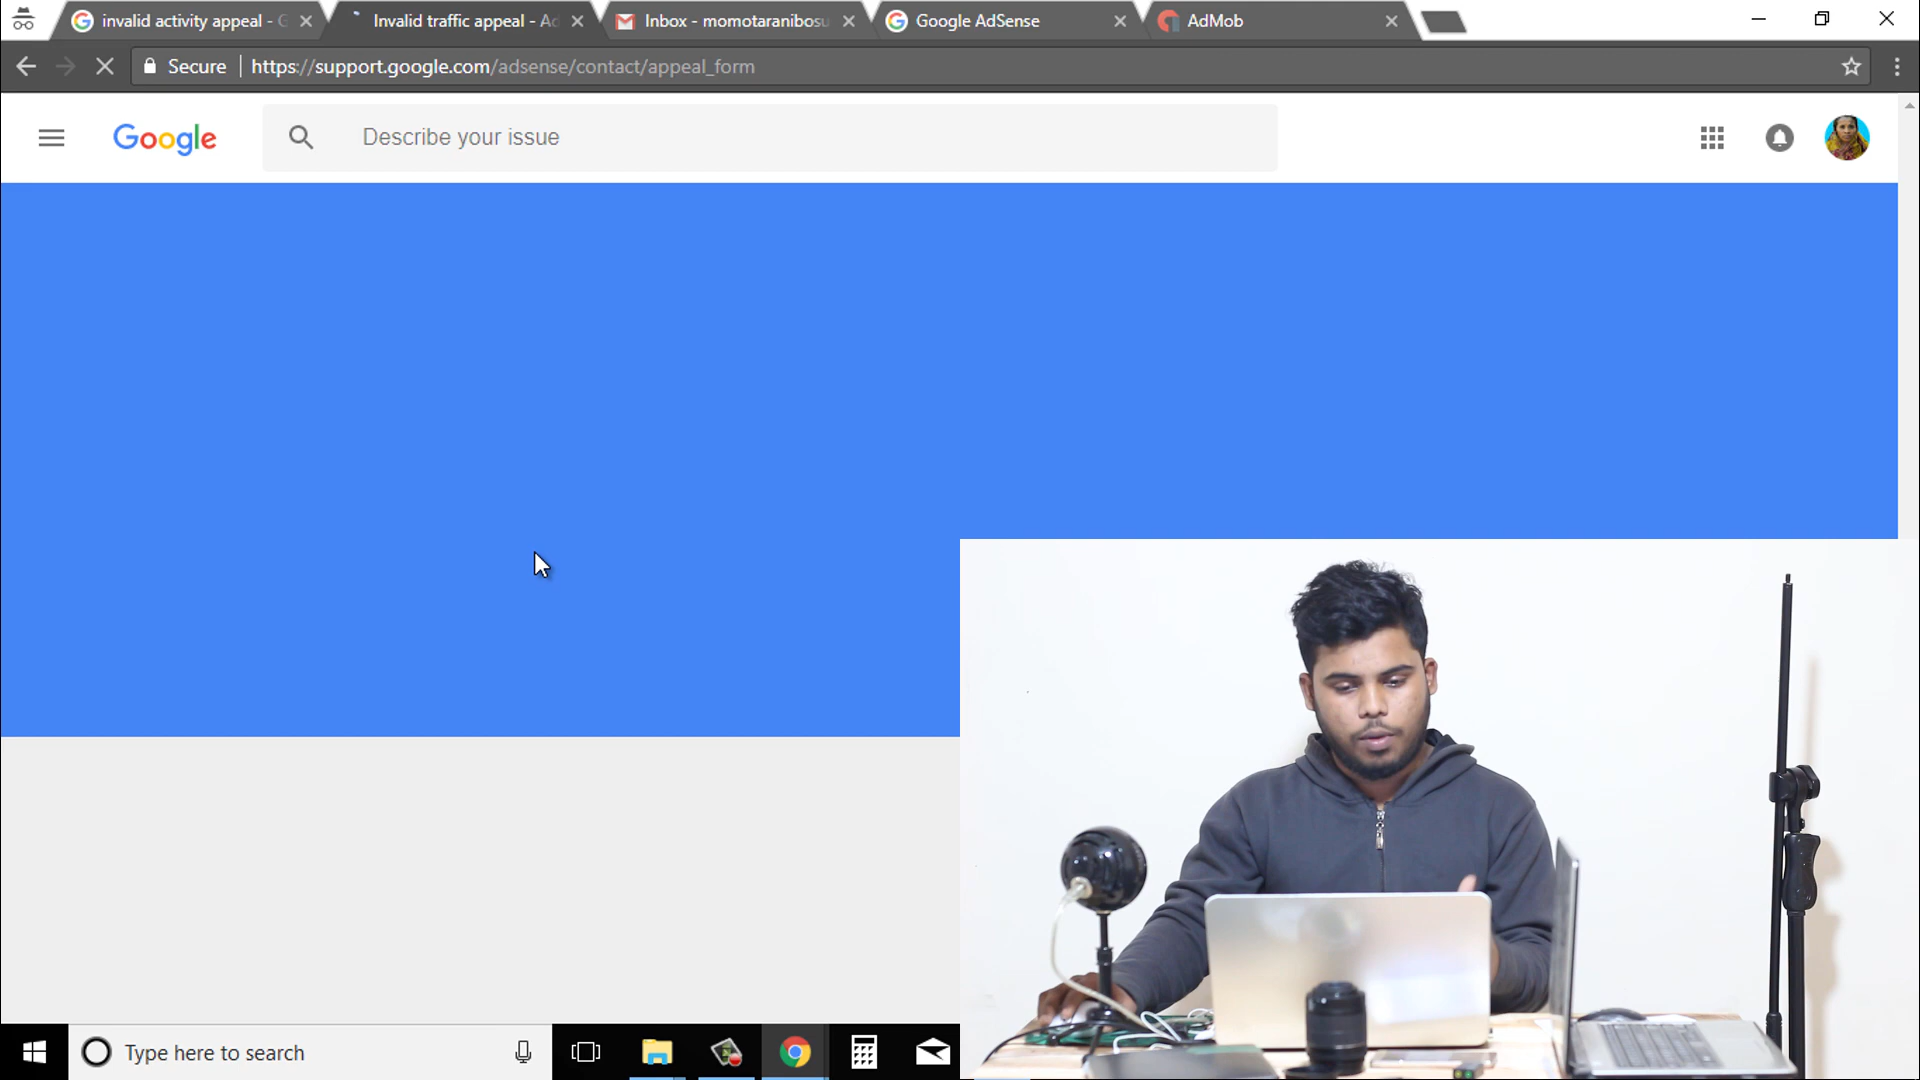 invalid activity appeal - G
Invalid traffic appeal - Ad
Inbox - momotaranibosu
Google AdSense
AdMob
Secure
https://support.google.com/adsense/contact/appeal_form
Google
Describe your issue
Type here to search